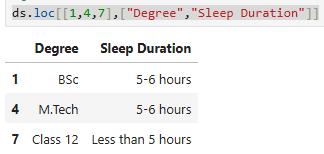 ds.loc[[1,4,7],["Degree","Sleep Duration"]]
Degree Sleep Duration
1 BSc 5-6 hours
4 M.Tech 5-6 hours
7 Class 12 Less than 5 hours